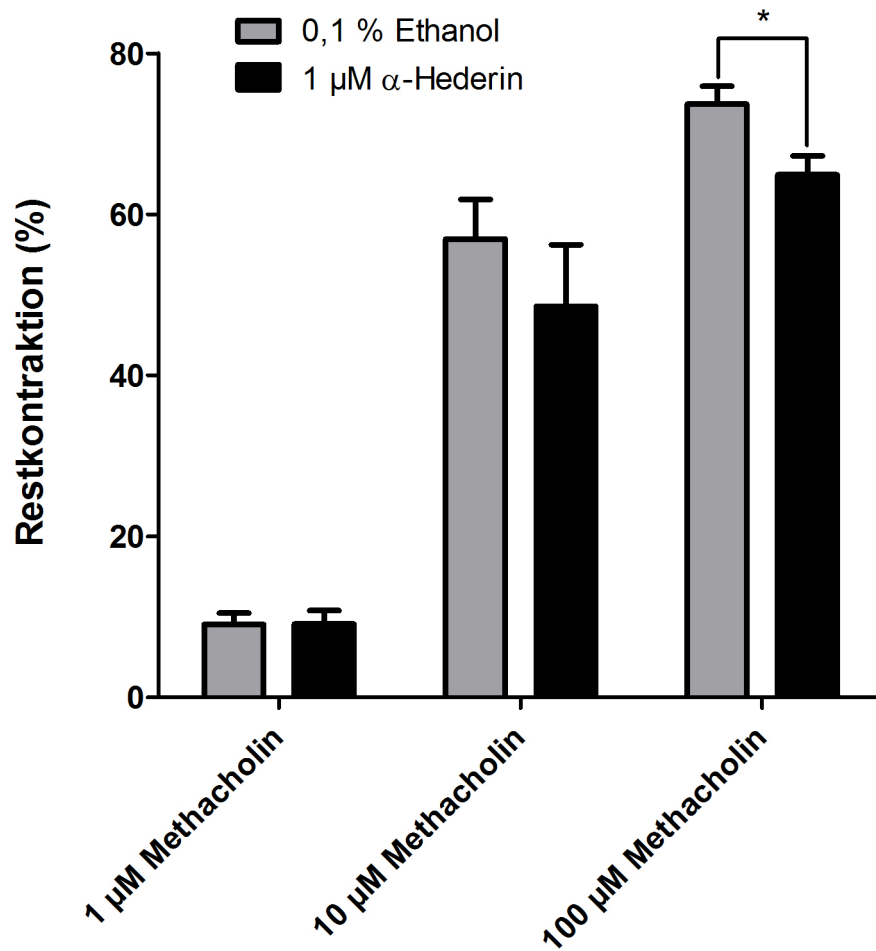 0,1 % Ethanol
1 µM α-Hederin
*
Restkontraktion (%)
80
60
40
20
0
1 µM Methacholin
10 µM Methacholin
100 µM Methacholin